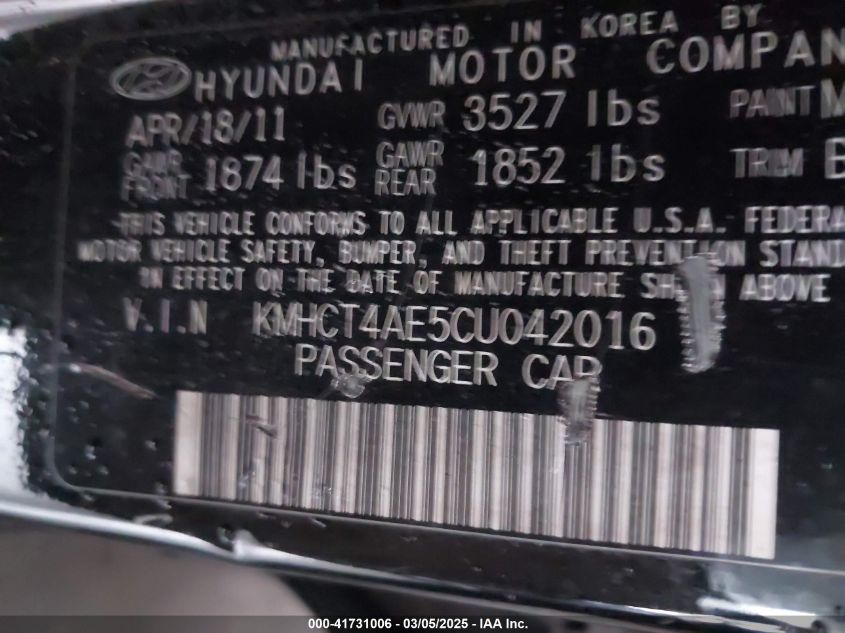 MANUFACTURED IN KOREA BY
HYUNDAI MOTOR COMPAN
APR/18/11 GVWR 3527 lbs PAINT M
GAWR FRONT 1874 lbs GAWR REAR 1852 lbs TRIM B
THIS VEHICLE CONFORMS TO ALL APPLICABLE U.S.A. FEDERA
MOTOR VEHICLE SAFETY, BUMPER, AND THEFT PREVENTION STAND
IN EFFECT ON THE DATE OF MANUFACTURE SH N ABOVE
V.I.N KMHCT4AE5CU042016
PASSENGER CAR
000-41731006 - 03/05/2025 - IAA Inc.